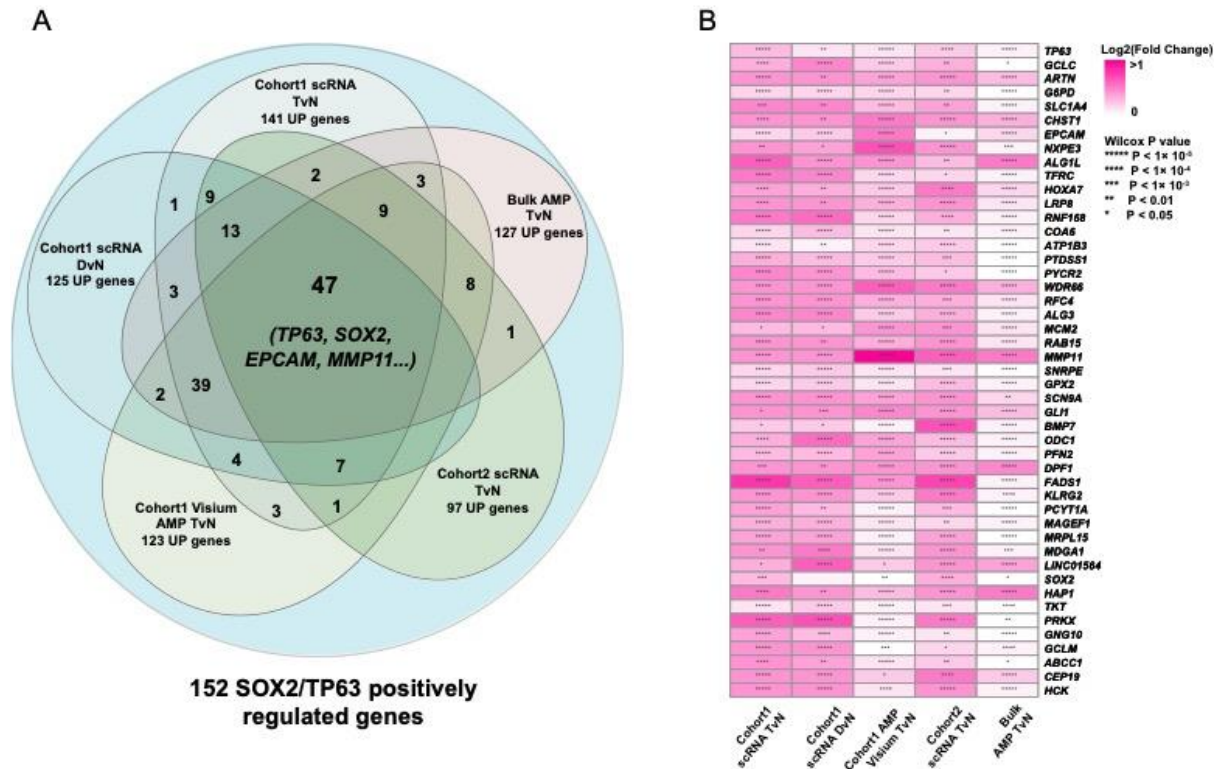 A
Cohort1 scRNA
TvN
141 UP genes
Bulk AMP
TvN
127 UP genes
Cohort1 scRNA
DvN
125 UP genes
Cohort1 Visium
AMP TvN
123 UP genes
Cohort2 scRNA
TvN
97 UP genes
2
3
9
1
9
13
3
47
8
1
(TP63, SOX2,
EPCAM, MMP11...)
2
39
4
7
3
1
152 SOX2/TP63 positively
regulated genes
B
TP63
GCLC
ARTN
G6PD
SLC1A4
CHST1
EPCAM
NXPE3
ALG1L
TFRC
HOXA7
LRP8
RNF168
COA6
ATP1B3
PTDSS1
PYCR2
WDR66
RFC4
ALG3
MCM2
RAB15
MMP11
SNRPE
GPX2
SCN9A
GLI1
BMP7
ODC1
PFN2
DPF1
FADS1
KLRG2
PCYT1A
MAGEF1
MRPL15
MDGA1
LINC01564
SOX2
HAP1
TKT
PRKX
GNG10
GCLM
ABCC1
CEP19
HCK
Cohort1
scRNA TvN
Cohort1
scRNA DvN
Cohort1 AMP
Visium TvN
Cohort2
scRNA TvN
Bulk
AMP TvN
Log2(Fold Change)
>1
0
Wilcox P value
***** P < 1× 10⁻⁵
**** P < 1× 10⁻⁴
*** P < 1× 10⁻³
** P < 0.01
* P < 0.05